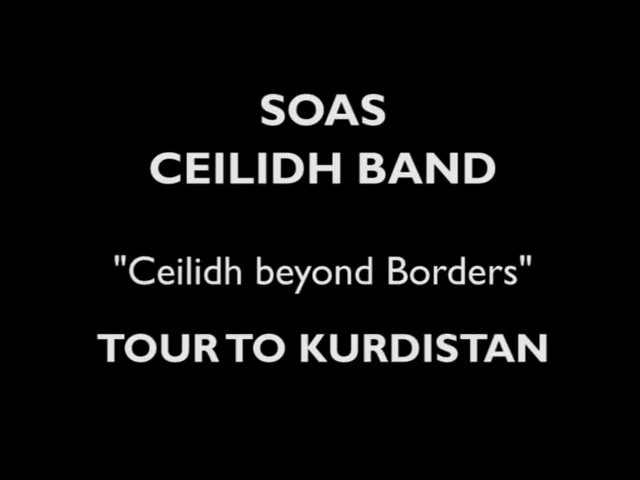 SOAS
CEILIDH BAND
"Ceilidh beyond Borders"
TOUR TO KURDISTAN